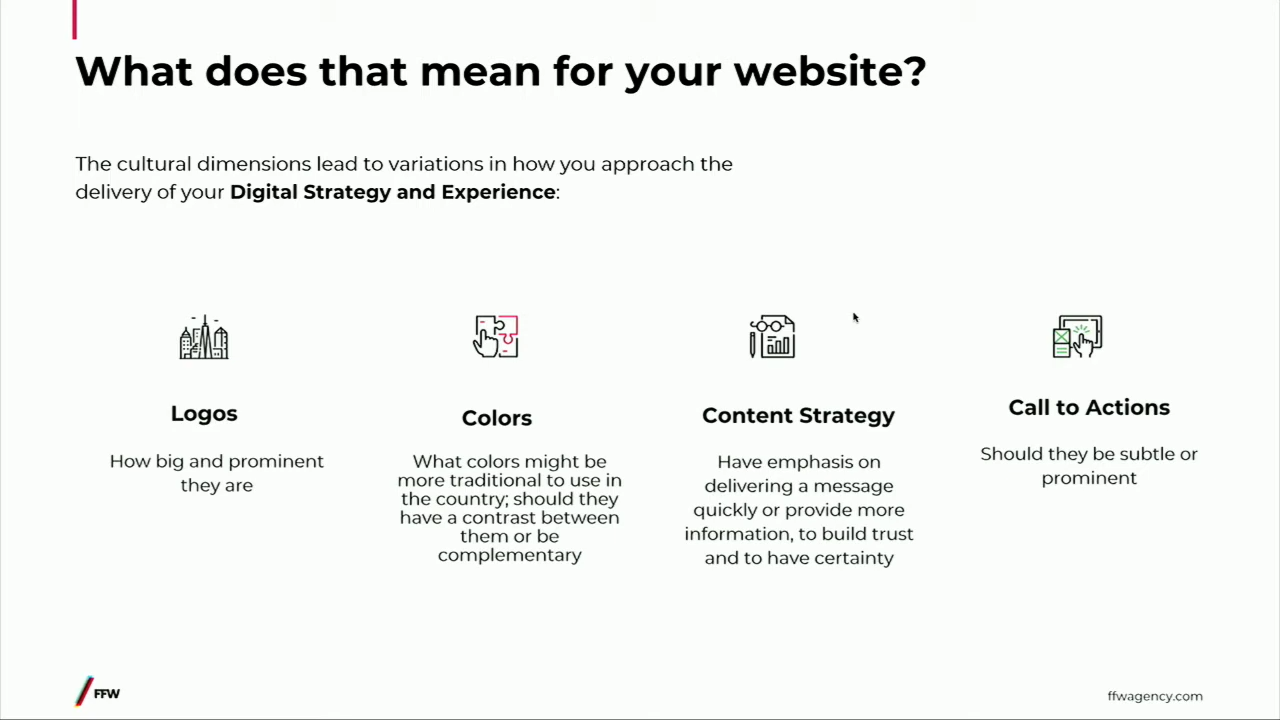 What does that mean for your website?
The cultural dimensions lead to variations in how you approach the
delivery of your Digital Strategy and Experience:
Logos
How big and prominent
they are
Colors
What colors might be
more traditional to use in
the country; should they
have a contrast between
them or be
complementary
Content Strategy
Have emphasis on
delivering a message
quickly or provide more
information, to build trust
and to have certainty
Call to Actions
Should they be subtle or
prominent
FFW
ffwagency.com